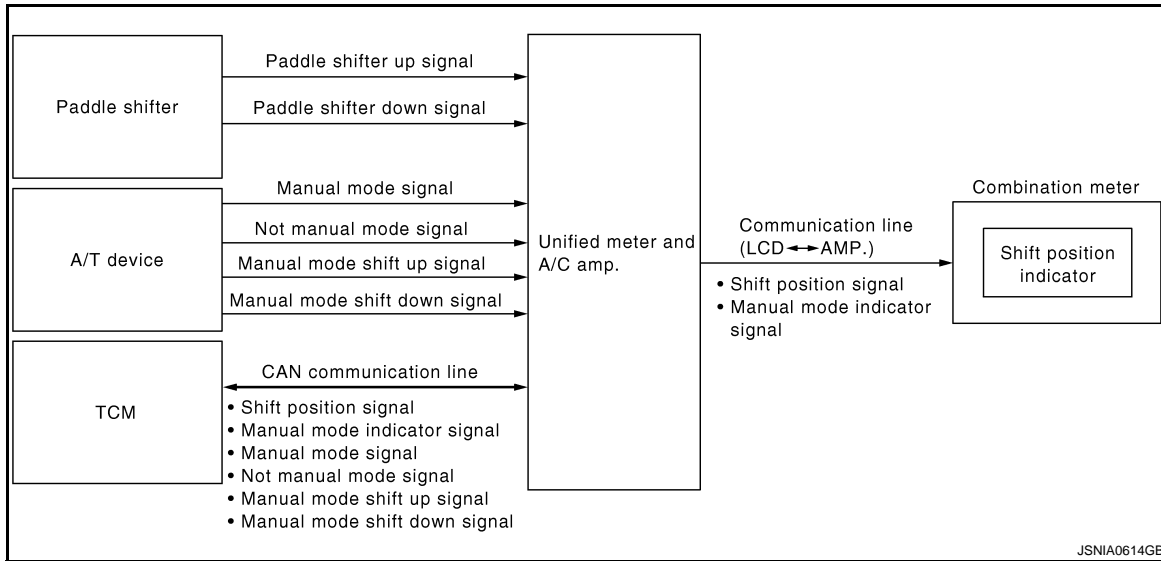 Paddle shifter
Paddle shifter up signal
Paddle shifter down signal
A/T device
Manual mode signal
Not manual mode signal
Manual mode shift up signal
Manual mode shift down signal
TCM
CAN communication line
• Shift position signal
• Manual mode indicator signal
• Manual mode signal
• Not manual mode signal
• Manual mode shift up signal
• Manual mode shift down signal
Unified meter and
A/C amp.
Communication line
(LCD ↔ AMP.)
• Shift position signal
• Manual mode indicator
signal
Combination meter
Shift position
indicator
JSNIA0614GB